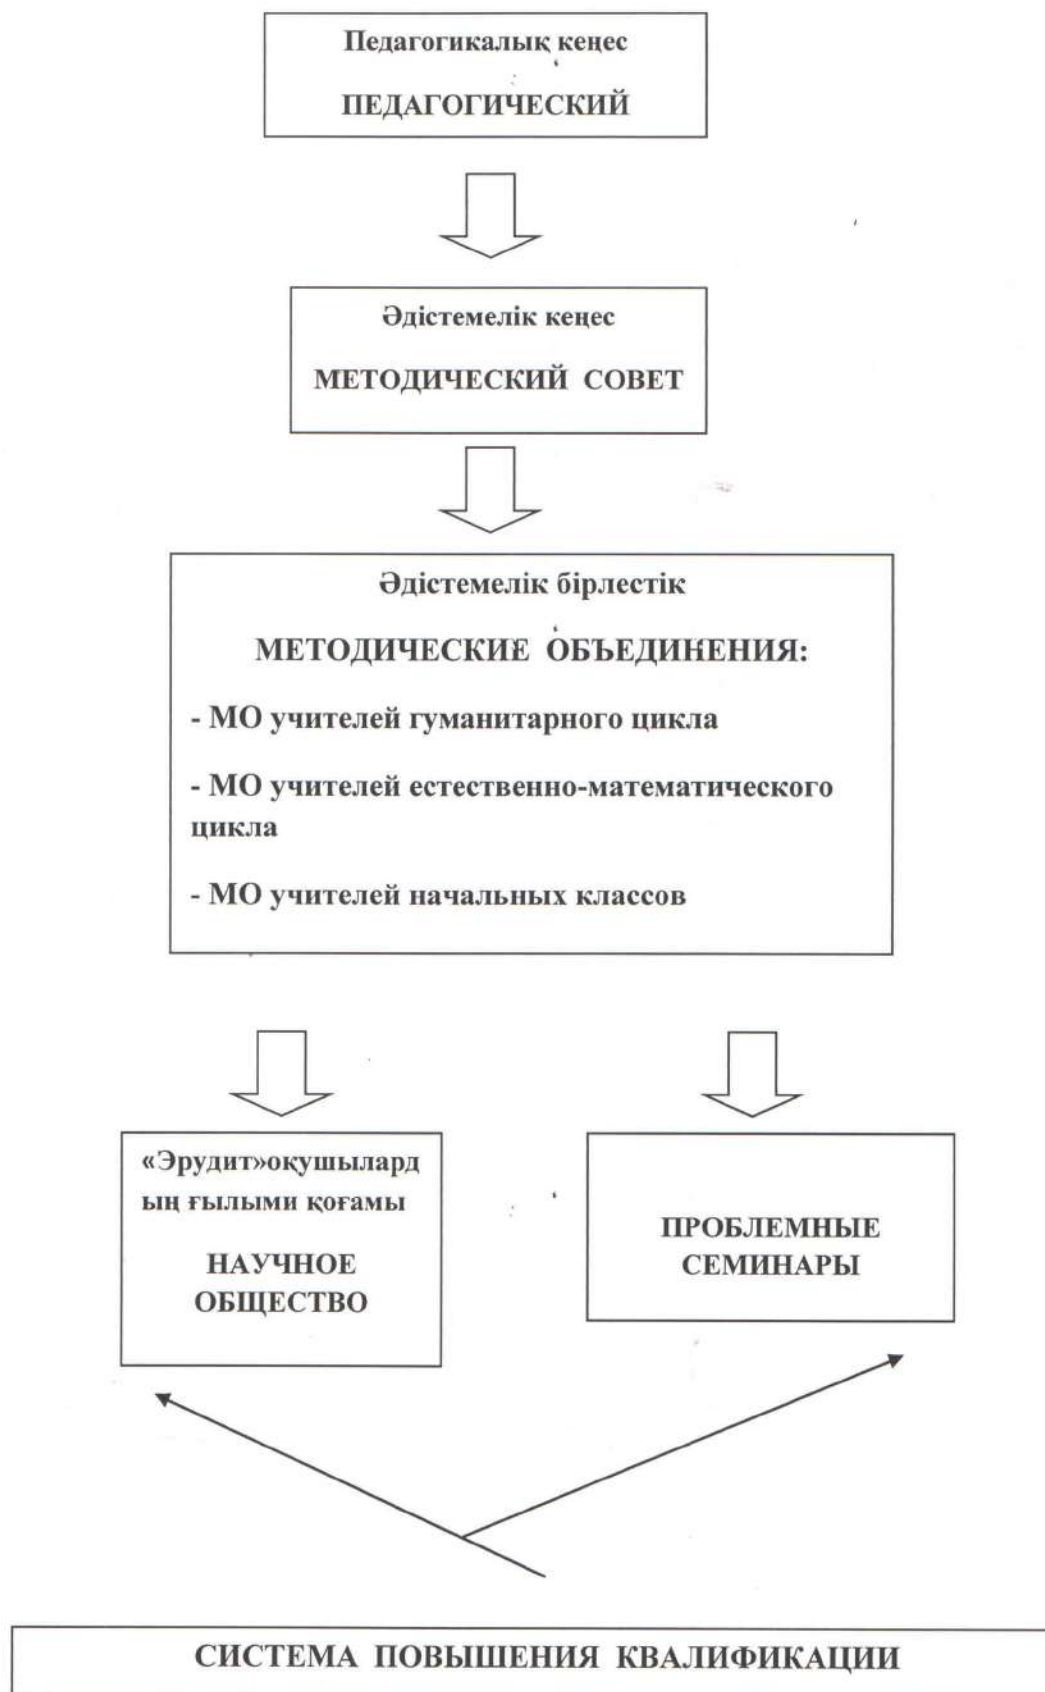 Педагогикалық кеңес
ПЕДАГОГИЧЕСКИЙ
Әдістемелік кеңес
МЕТОДИЧЕСКИЙ СОВЕТ
Әдістемелік бірлестік
МЕТОДИЧЕСКИЕ ОБЪЕДИНЕНИЯ:
- МО учителей гуманитарного цикла
- МО учителей естественно-математического
цикла
- МО учителей начальных классов
«Эрудит»оқушылард
ың ғылыми қоғамы
НАУЧНОЕ
ОБЩЕСТВО
ПРОБЛЕМНЫЕ
СЕМИНАРЫ
СИСТЕМА ПОВЫШЕНИЯ КВАЛИФИКАЦИИ